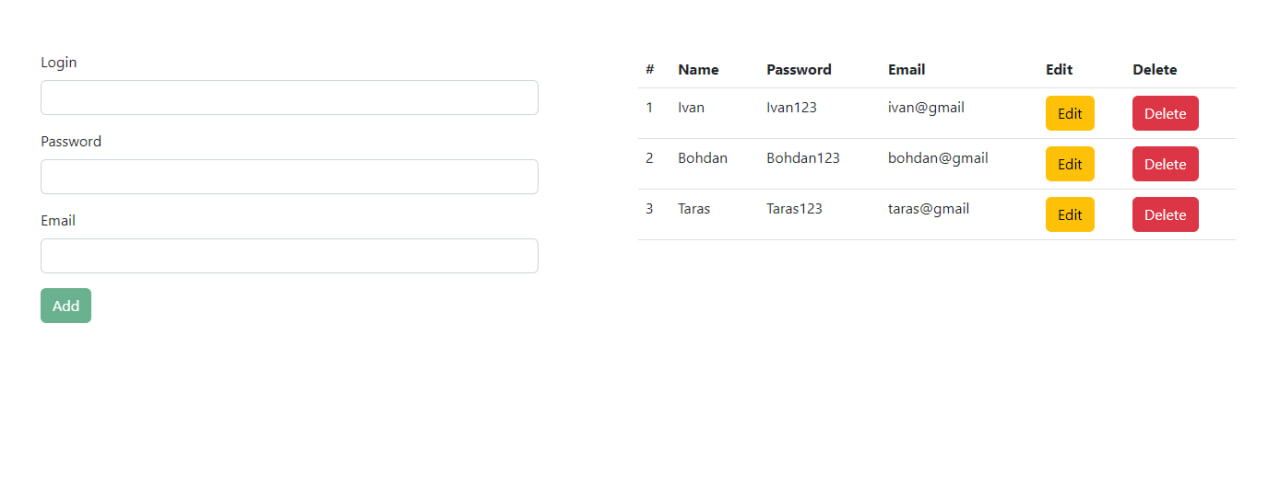 Login
Password
Email
Add
# Name Password Email Edit Delete
1 Ivan Ivan123 ivan@gmail Edit Delete
2 Bohdan Bohdan123 bohdan@gmail Edit Delete
3 Taras Taras123 taras@gmail Edit Delete